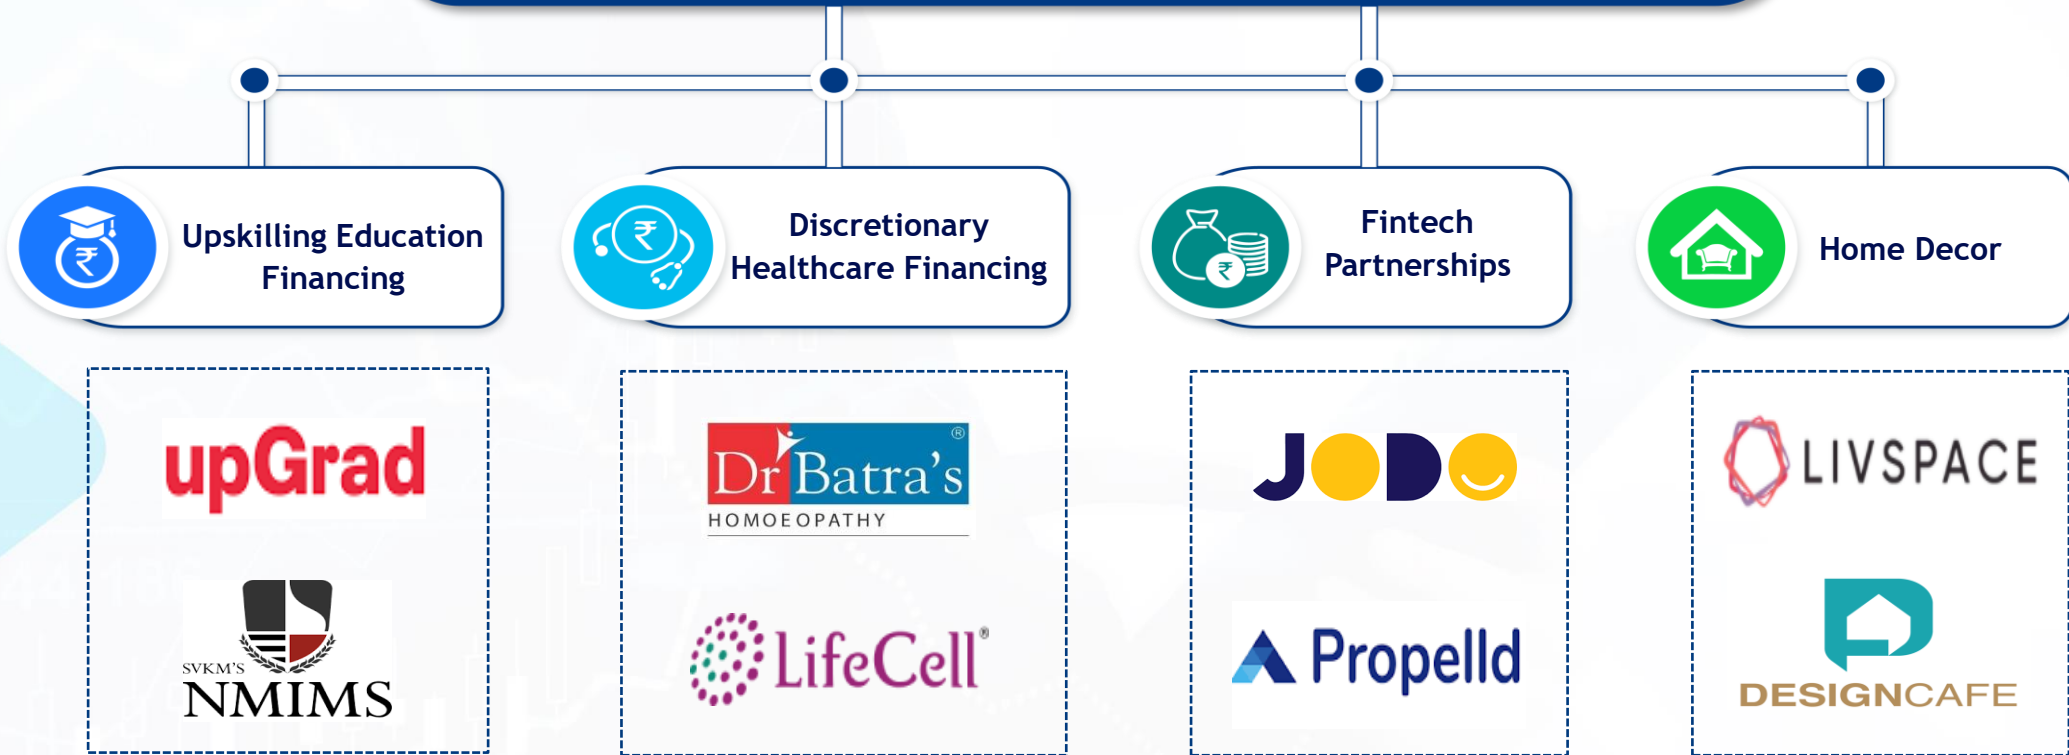 Upskilling Education
Financing
Discretionary
Healthcare Financing
Fintech
Partnerships
Home Decor
upGrad
SVKM'S
NMIMS
Dr Batra's®
HOMOEOPATHY
LifeCell®
JODO
Propelld
LIVSPACE
DESIGNCAFE